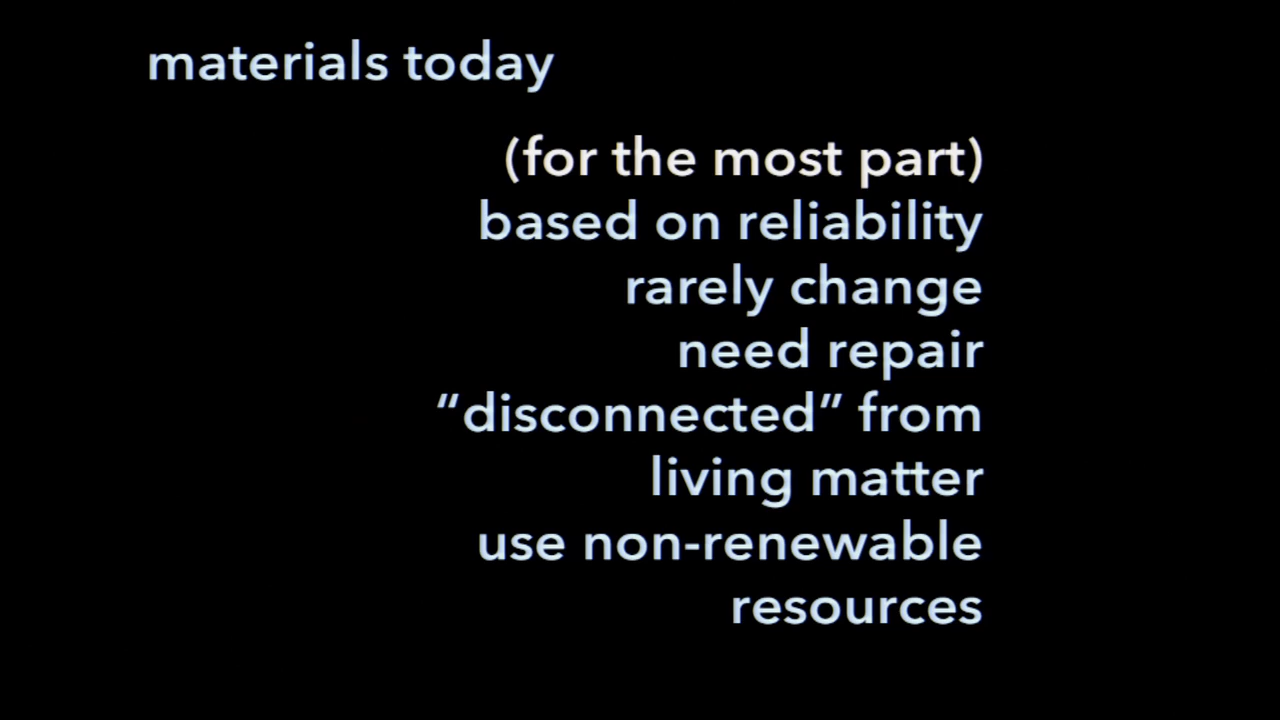 materials today
(for the most part)
based on reliability
rarely change
need repair
“disconnected” from
living matter
use non-renewable
resources